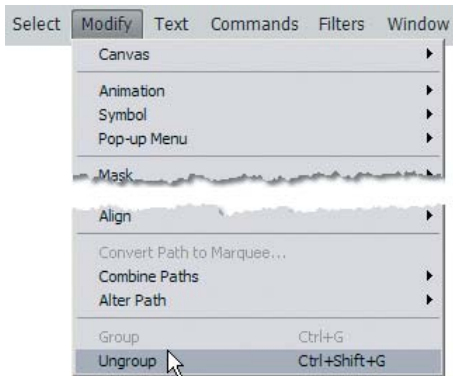 Select Modify Text Commands Filters Window
Canvas
Animation
Symbol
Pop-up Menu
Mask
Align
Convert Path to Marquee...
Combine Paths
Alter Path
Group Ctrl+G
Ungroup Ctrl+Shift+G